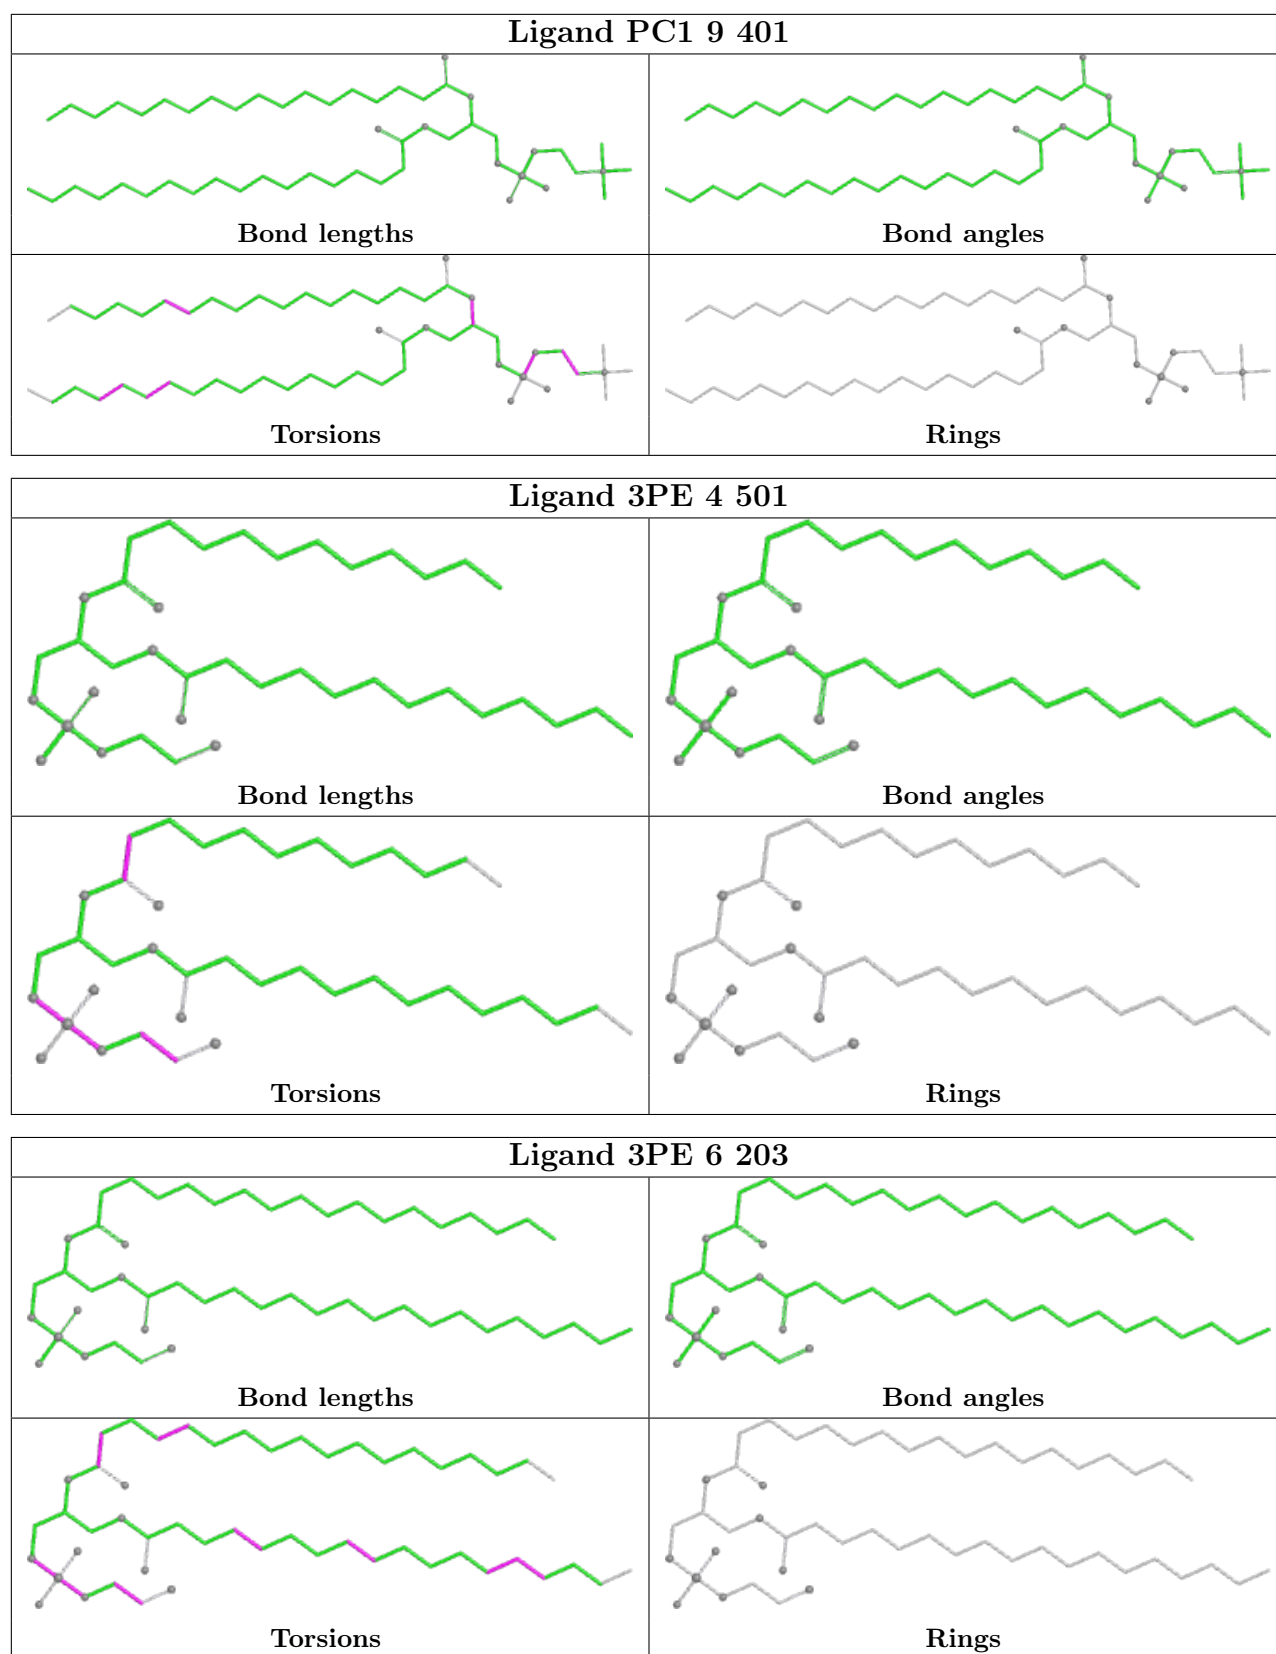 Ligand PC1 9 401
Bond lengths
Bond angles
Torsions
Rings
Ligand 3PE 4 501
Bond lengths
Bond angles
Torsions
Rings
Ligand 3PE 6 203
Bond lengths
Bond angles
Torsions
Rings